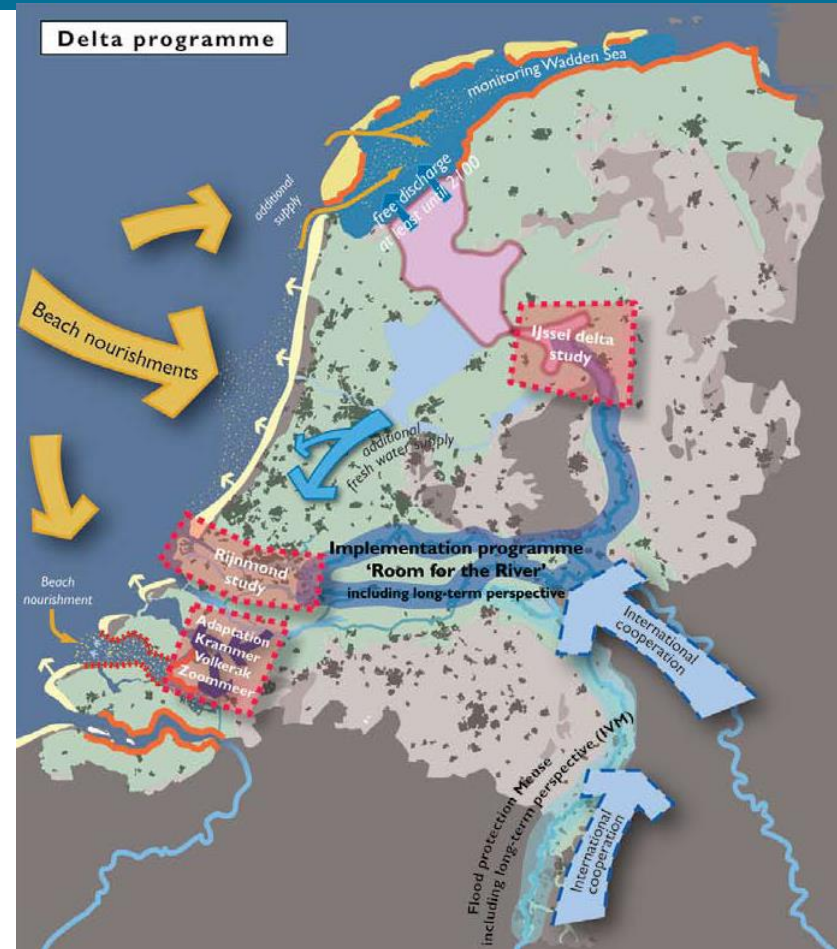 Delta programme
monitoring Wadden Sea
free discharge
at least until 2100
additional
supply
Beach nourishments
IJssel delta
study
additional
fresh water supply
Rijnmond
study
Implementation programme
‘Room for the River’
including long-term perspective
Beach
nourishment
Adaptation
Krammer
Volkerak
Zoommeer
International
cooperation
Flood protection Meuse
including long-term perspective (IVM)
International
cooperation